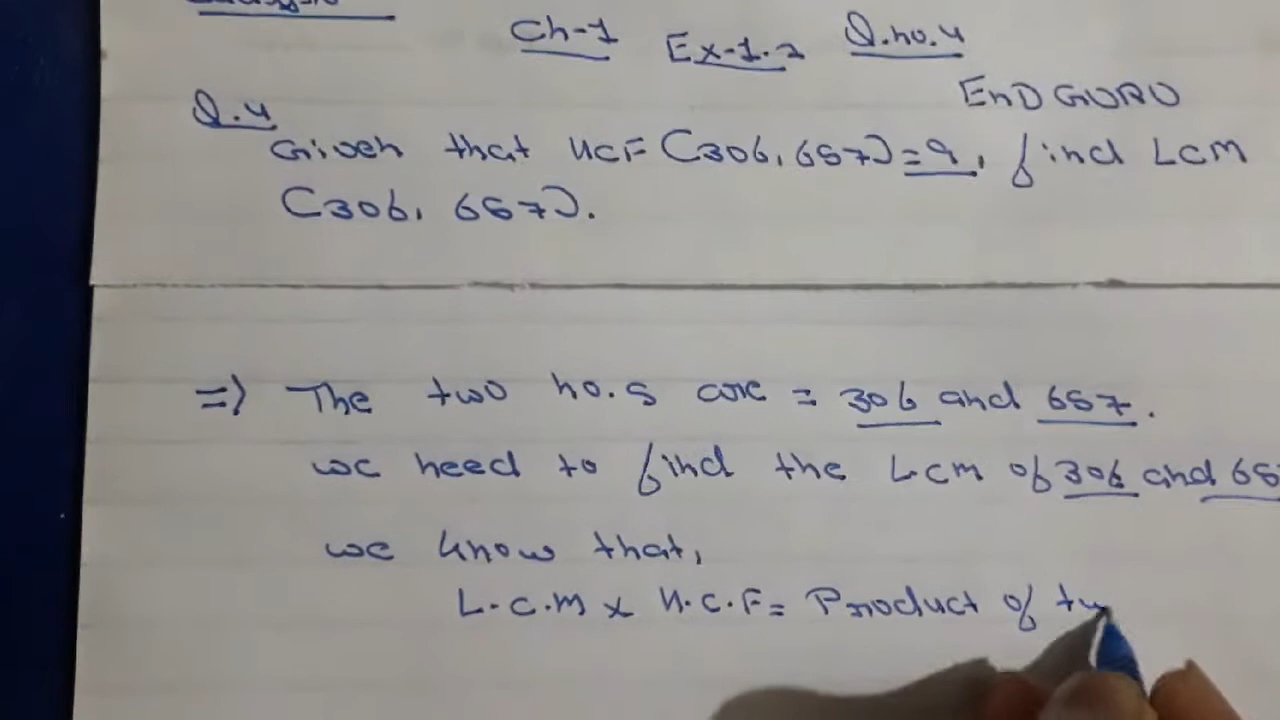 Ch-1 Ex-1.2 Q.no.4
END GURU
Q.4
Given that HCF (306, 657) = 9, find LCM
(306, 657).
=) The two no.s are = 306 and 657.
we need to find the Lcm of 306 and 65
we know that,
L.C.M x H.C.F = Product of tw